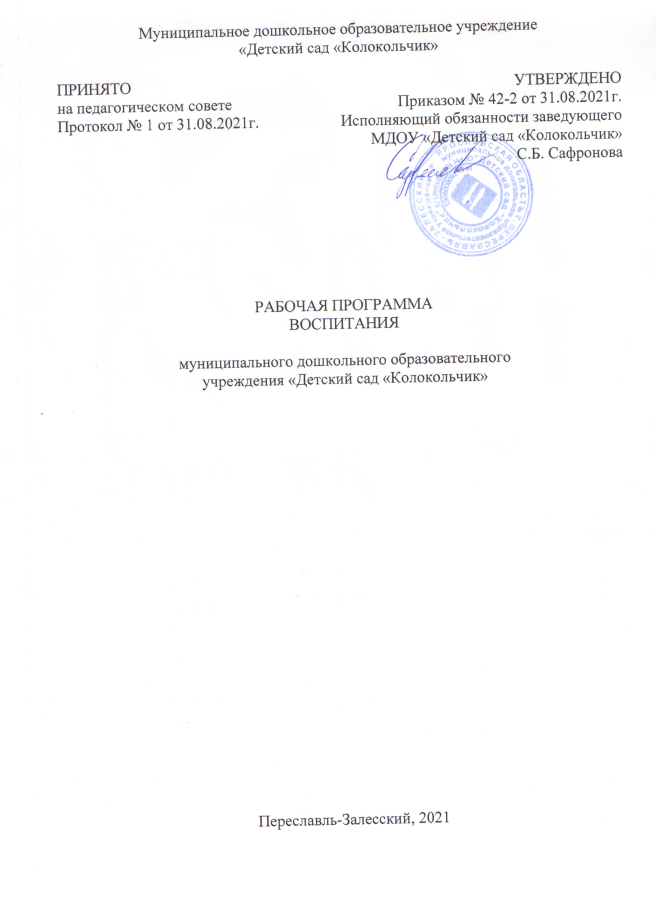 Муниципальное дошкольное образовательное учреждение
«Детский сад «Колокольчик»
ПРИНЯТО
на педагогическом совете
Протокол № 1 от 31.08.2021г.
УТВЕРЖДЕНО
Приказом № 42-2 от 31.08.2021г.
Исполняющий обязанности заведующего
МДОУ «Детский сад «Колокольчик»
С.Б. Сафронова
РАБОЧАЯ ПРОГРАММА
ВОСПИТАНИЯ
муниципального дошкольного образовательного
учреждения «Детский сад «Колокольчик»
Переславль-Залесский, 2021